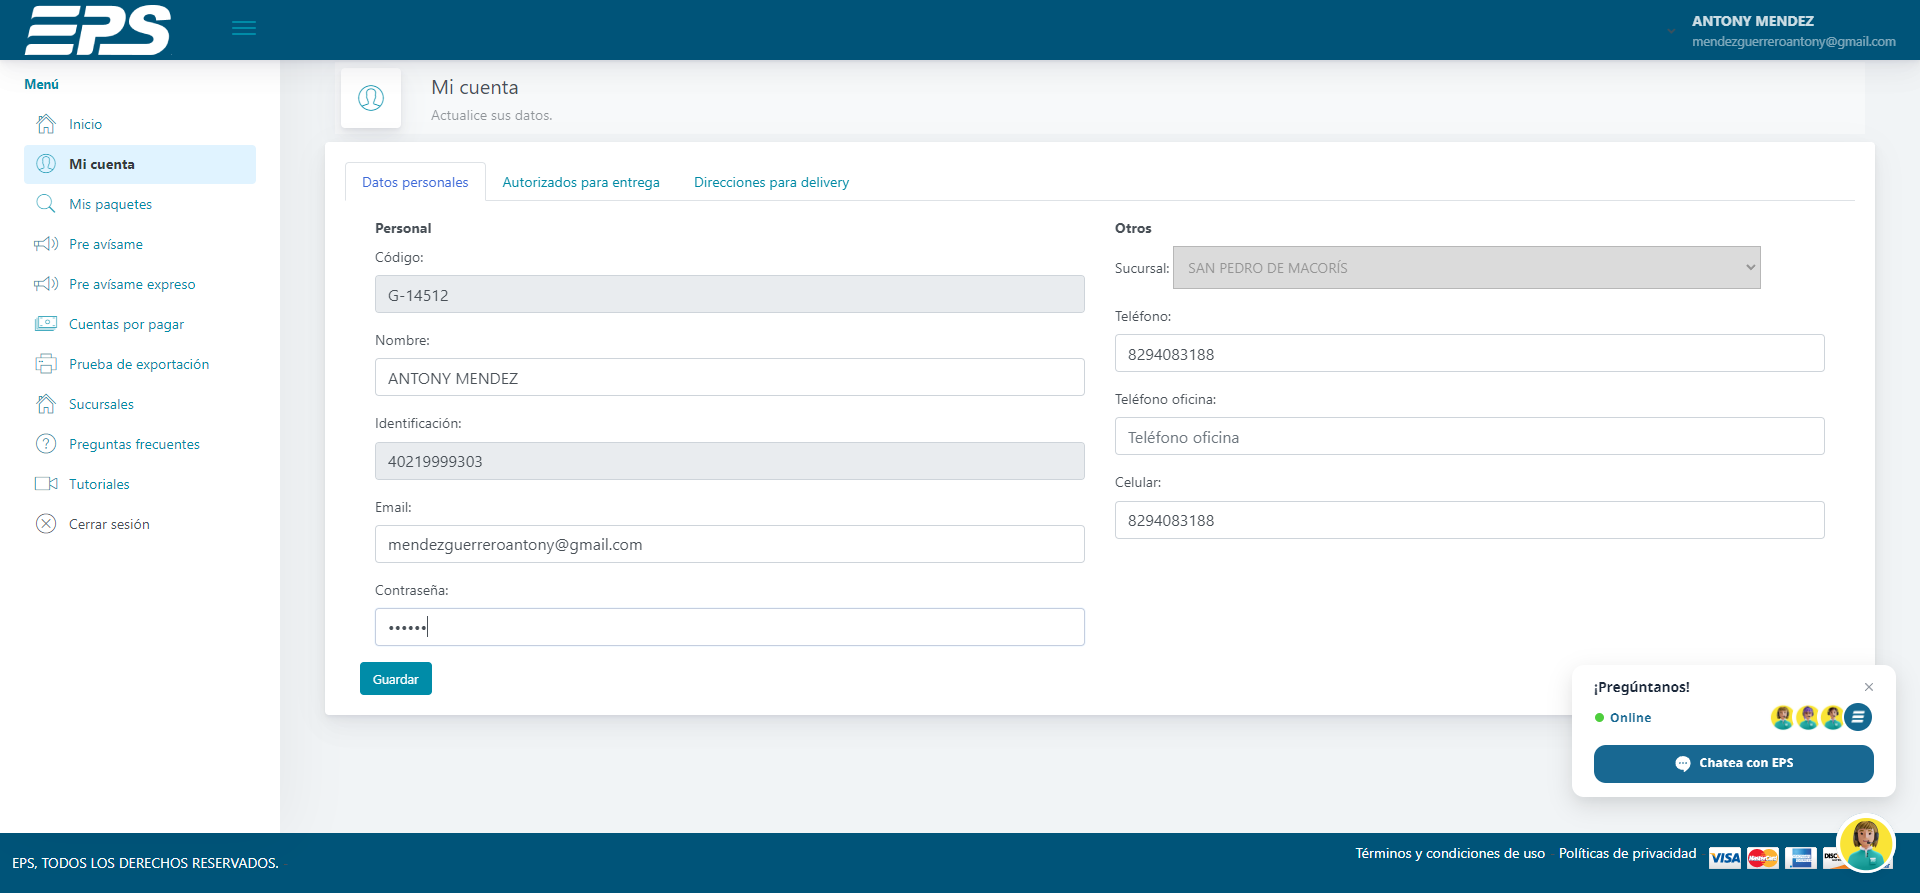 EPS
ANTONY MENDEZ
mendezguerreroantony@gmail.com
Menú
Inicio
Mi cuenta
Mis paquetes
Pre avísame
Pre avísame expreso
Cuentas por pagar
Prueba de exportación
Sucursales
Preguntas frecuentes
Tutoriales
Cerrar sesión
Mi cuenta
Actualice sus datos.
Datos personales
Autorizados para entrega
Direcciones para delivery
Personal
Código:
G-14512
Nombre:
ANTONY MENDEZ
Identificación:
40219999303
Email:
mendezguerreroantony@gmail.com
Contraseña:
••••••
Guardar
Otros
Sucursal: SAN PEDRO DE MACORÍS
Teléfono:
8294083188
Teléfono oficina:
Teléfono oficina
Celular:
8294083188
¡Pregúntanos!
Online
Chatea con EPS
EPS, TODOS LOS DERECHOS RESERVADOS.
Términos y condiciones de uso
Políticas de privacidad
VISA
MasterCard